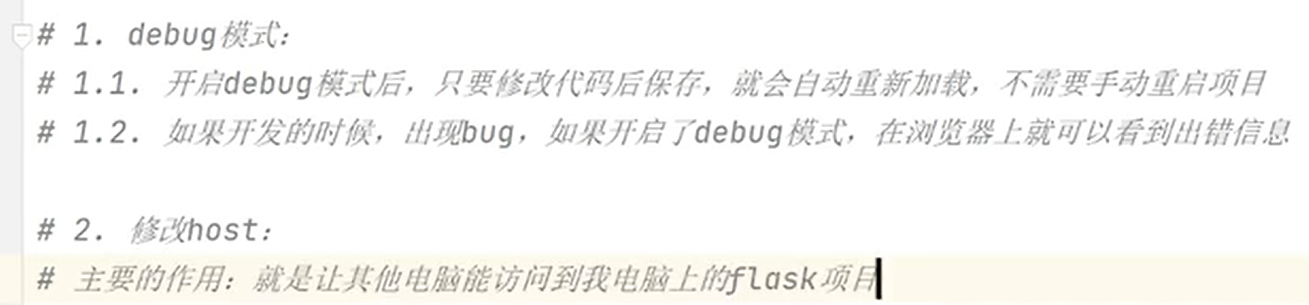 # 1. debug模式：
# 1.1. 开启debug模式后，只要修改代码后保存，就会自动重新加载，不需要手动重启项目
# 1.2. 如果开发的时候，出现bug，如果开启了debug模式，在浏览器上就可以看到出错信息
# 2. 修改host：
# 主要的作用：就是让其他电脑能访问到我电脑上的flask项目